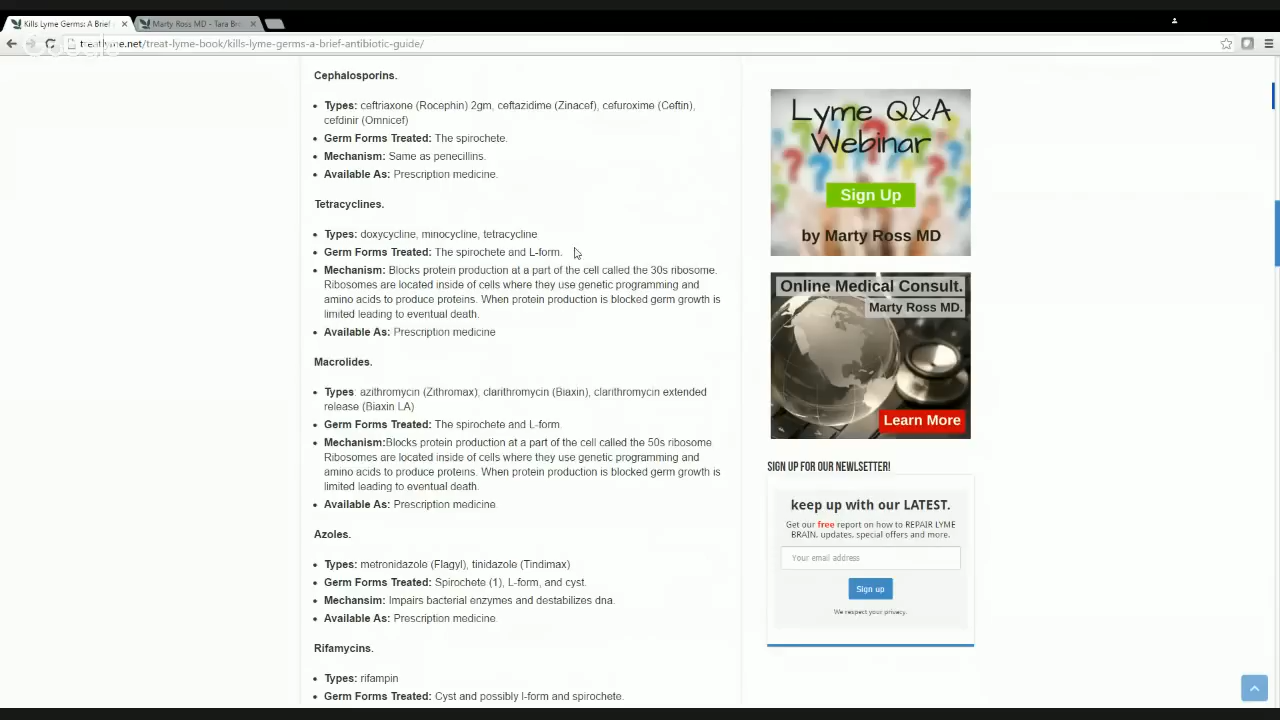 Kills Lyme Germs: A Brief
Marty Ross MD - Tara Br
treatlyme.net/treat-lyme-book/kills-lyme-germs-a-brief-antibiotic-guide/
Cephalosporins.
• Types: ceftriaxone (Rocephin) 2gm, ceftazidime (Zinacef), cefuroxime (Ceftin),
cefdinir (Omnicef)
• Germ Forms Treated: The spirochete.
• Mechanism: Same as penecillins.
• Available As: Prescription medicine.
Tetracyclines.
• Types: doxycycline, minocycline, tetracycline
• Germ Forms Treated: The spirochete and L-form.
• Mechanism: Blocks protein production at a part of the cell called the 30s ribosome.
Ribosomes are located inside of cells where they use genetic programming and
amino acids to produce proteins. When protein production is blocked germ growth is
limited leading to eventual death.
• Available As: Prescription medicine
Macrolides.
• Types: azithromycin (Zithromax), clarithromycin (Biaxin), clarithromycin extended
release (Biaxin LA)
• Germ Forms Treated: The spirochete and L-form.
• Mechanism:Blocks protein production at a part of the cell called the 50s ribosome
Ribosomes are located inside of cells where they use genetic programming and
amino acids to produce proteins. When protein production is blocked germ growth is
limited leading to eventual death.
• Available As: Prescription medicine.
Azoles.
• Types: metronidazole (Flagyl), tinidazole (Tindimax)
• Germ Forms Treated: Spirochete (1), L-form, and cyst.
• Mechansim: Impairs bacterial enzymes and destabilizes dna.
• Available As: Prescription medicine.
Rifamycins.
• Types: rifampin
• Germ Forms Treated: Cyst and possibly l-form and spirochete.
Lyme Q&A
Webinar
Sign Up
by Marty Ross MD
Online Medical Consult.
Marty Ross MD.
Learn More
SIGN UP FOR OUR NEWLSETTER!
keep up with our LATEST.
Get our free report on how to REPAIR LYME
BRAIN, updates, special offers and more.
Your email address
Sign up
We respect your privacy.